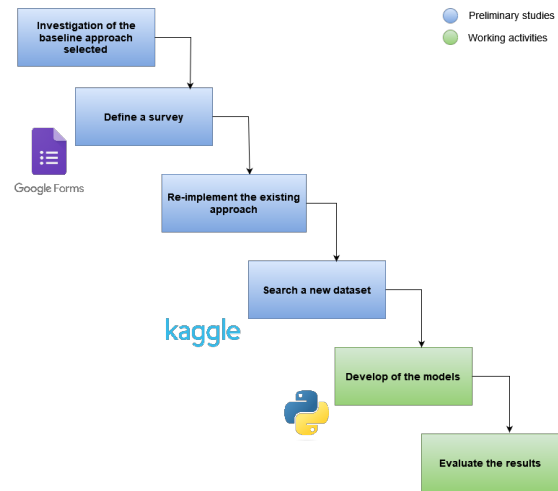 Investigation of the
baseline approach
selected
Preliminary studies
Working activities
Define a survey
Google Forms
Re-implement the existing
approach
Search a new dataset
kaggle
Develop of the models
Evaluate the results